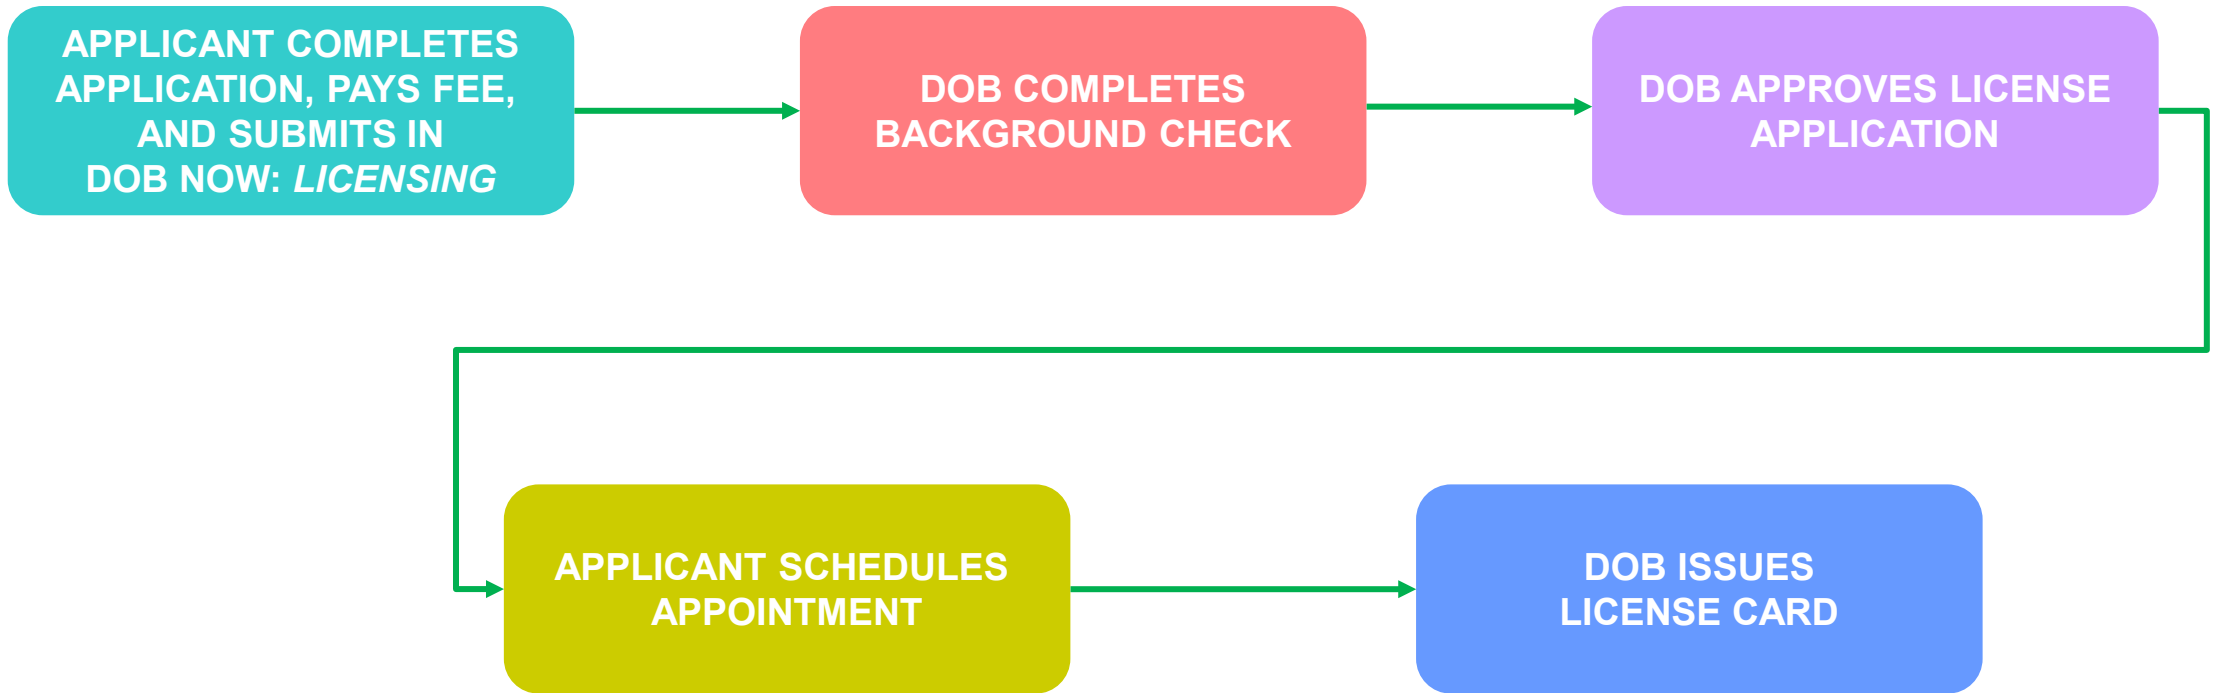 APPLICANT COMPLETES
APPLICATION, PAYS FEE,
AND SUBMITS IN
DOB NOW: LICENSING
DOB COMPLETES
BACKGROUND CHECK
DOB APPROVES LICENSE
APPLICATION
APPLICANT SCHEDULES
APPOINTMENT
DOB ISSUES
LICENSE CARD